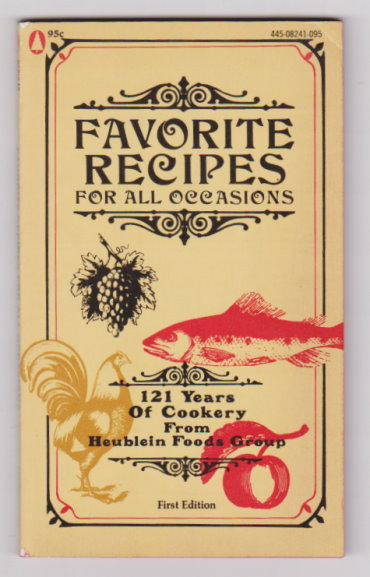 95c
445-08241-095
FAVORITE
RECIPES
FOR ALL OCCASIONS
121 Years
Of Cookery
From
Heublein Foods Group
First Edition